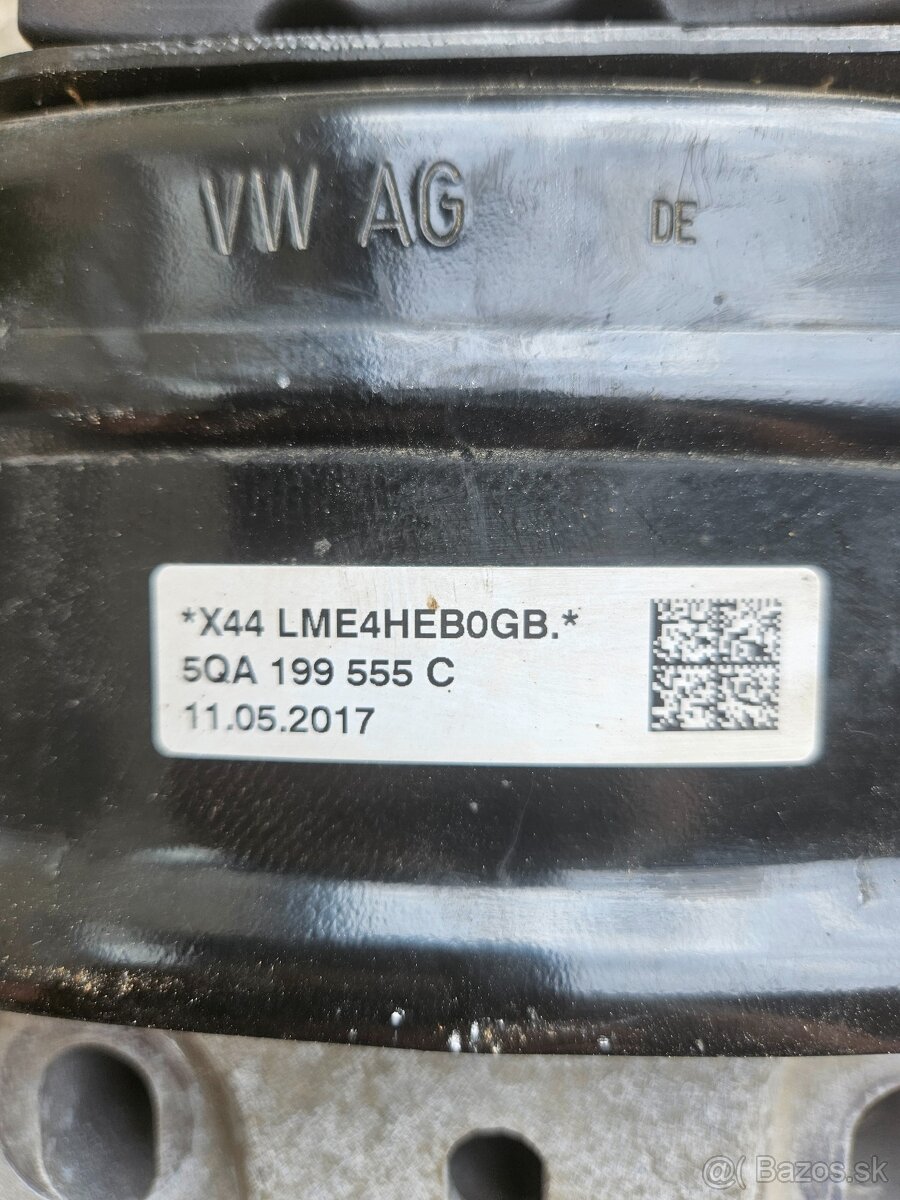 VW AG DE
*X44 LME4HEB0GB.*
5QA 199 555 C
11.05.2017
@( Bazos.sk